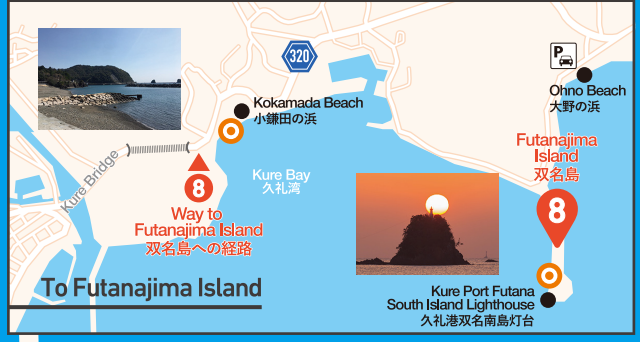 320
P
Kokamada Beach
小鎌田の浜
Ohno Beach
大野の浜
Futanajima
Island
双名島
Kure Bridge
Kure Bay
久礼湾
8
8
Way to
Futanajima Island
双名島への経路
To Futanajima Island
Kure Port Futana
South Island Lighthouse
久礼港双名南島灯台